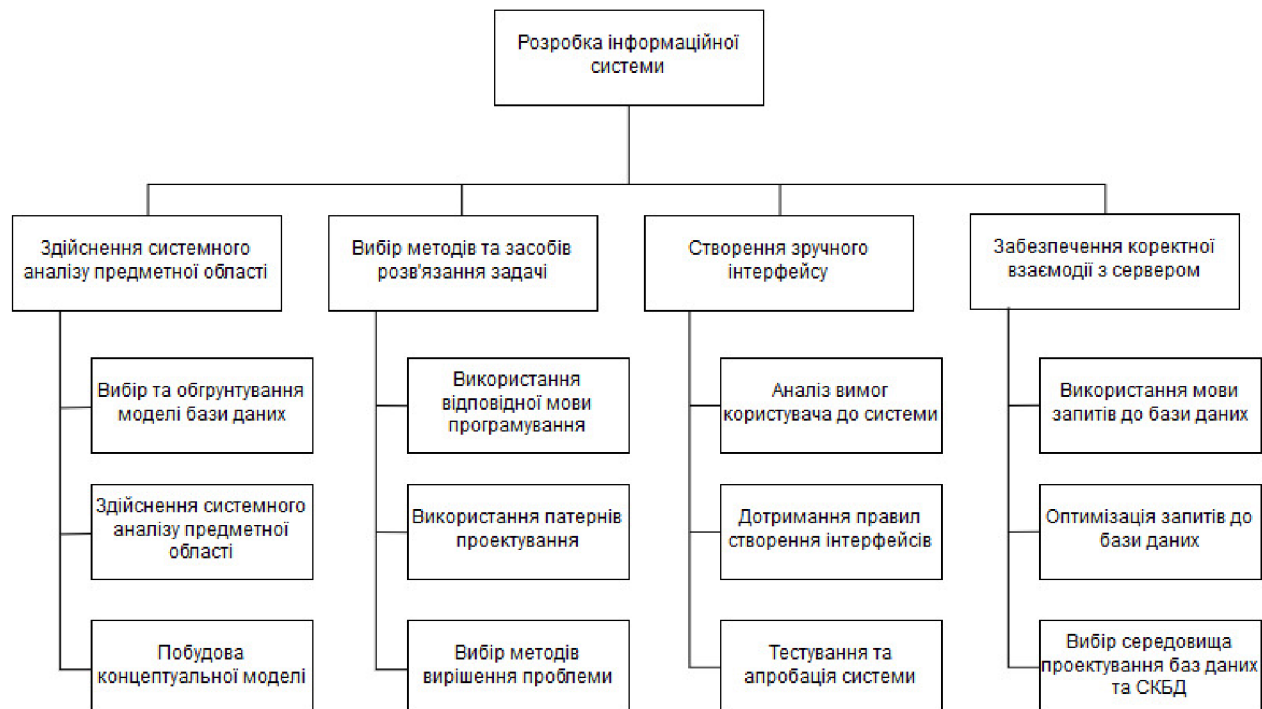 Розробка інформаційної
системи
Здійснення системного
аналізу предметної області
Вибір методів та засобів
розв'язання задачі
Створення зручного
інтерфейсу
Забезпечення коректної
взаємодії з сервером
Вибір та обгрунтування
моделі бази даних
Здійснення системного
аналізу предметної
області
Побудова
концептуальної моделі
Використання
відповідної мови
програмування
Використання патернів
проектування
Вибір методів
вирішення проблеми
Аналіз вимог
користувача до системи
Дотримання правил
створення інтерфейсів
Тестування та
апробація системи
Використання мови
запитів до бази даних
Оптимізація запитів до
бази даних
Вибір середовища
проектування баз даних
та СКБД